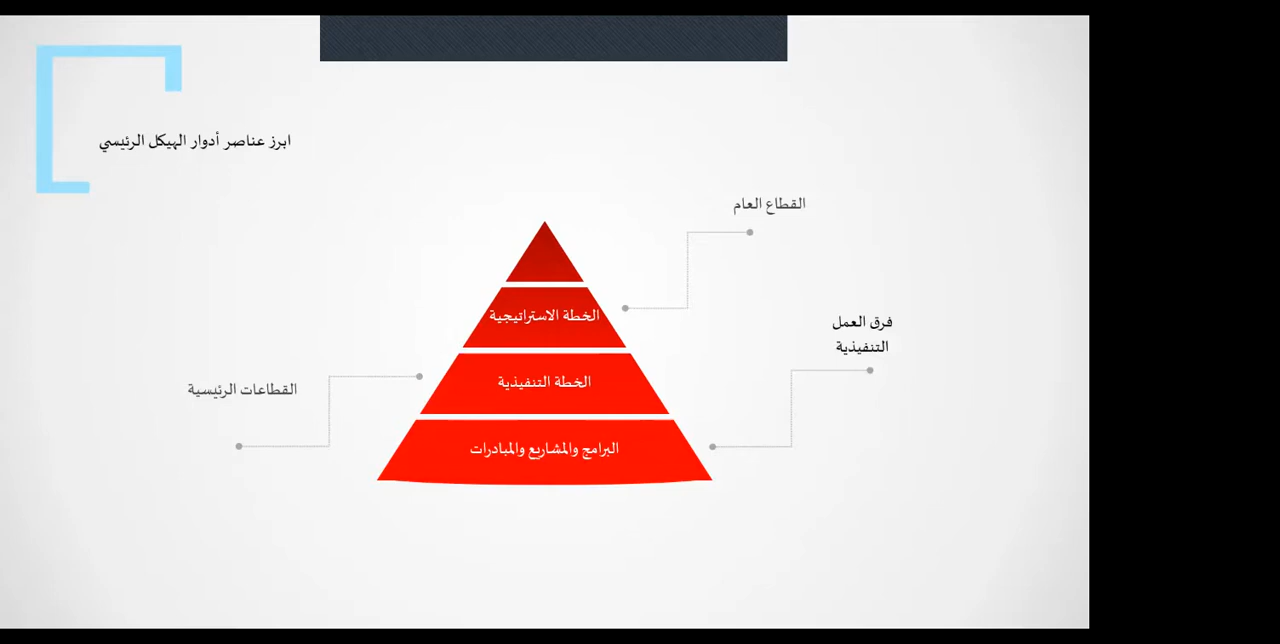 ابرز عناصر أدوار الهيكل الرئيسي
القطاع العام
الخطة الاستراتيجية
فرق العمل
التنفيذية
الخطة التنفيذية
القطاعات الرئيسية
البرامج والمشاريع والمبادرات